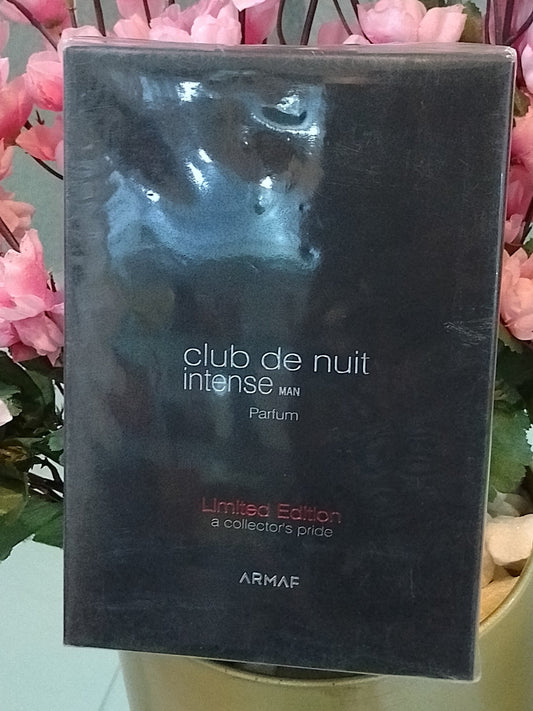 club de nuit
intense MAN
Parfum
Limited Edition
a collector's pride
ARMAF